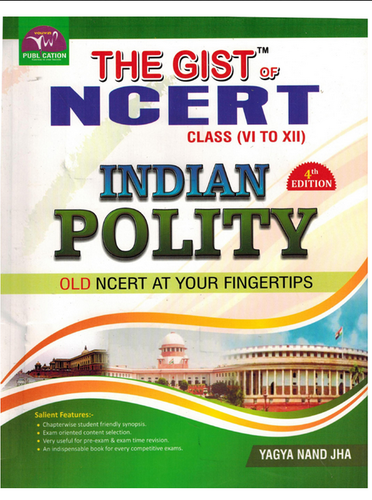 PUBL CATION
THE GIST™ OF
NCERT
CLASS (VI TO XII)
INDIAN
4th
EDITION
POLITY
OLD NCERT AT YOUR FINGERTIPS
Salient Features:-
• Chapterwise student friendly synopsis.
• Exam oriented content selection.
• Very useful for pre-exam & exam time revision.
• An indispensable book for every competitive exams.
YAGYA NAND JHA